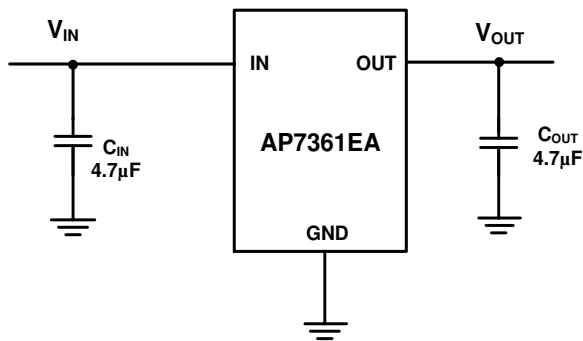 VIN
VOUT
IN
OUT
AP7361EA
CIN
4.7μF
COUT
4.7μF
GND